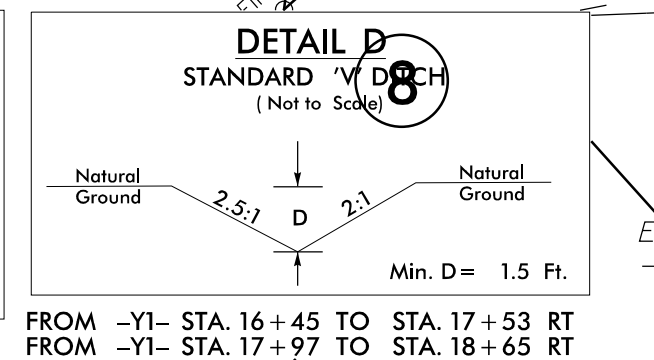 DETAIL D
STANDARD 'V' DITCH
(Not to Scale)
8
Natural
Ground
2.5:1
D
2:1
Natural
Ground
Min. D= 1.5 Ft.
FROM -Y1- STA. 16+45 TO STA. 17+53 RT
FROM -Y1- STA. 17+97 TO STA. 18+65 RT
E